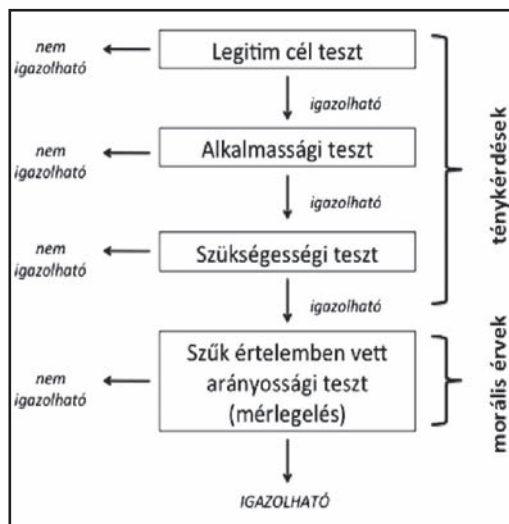 nem
igazolható
Legitim cél teszt
igazolható
nem
igazolható
Alkalmassági teszt
igazolható
nem
igazolható
Szükségességi teszt
igazolható
nem
igazolható
Szűk értelemben vett
arányossági teszt
(mérlegelés)
IGAZOLHATÓ
ténykérdések
morális érvek